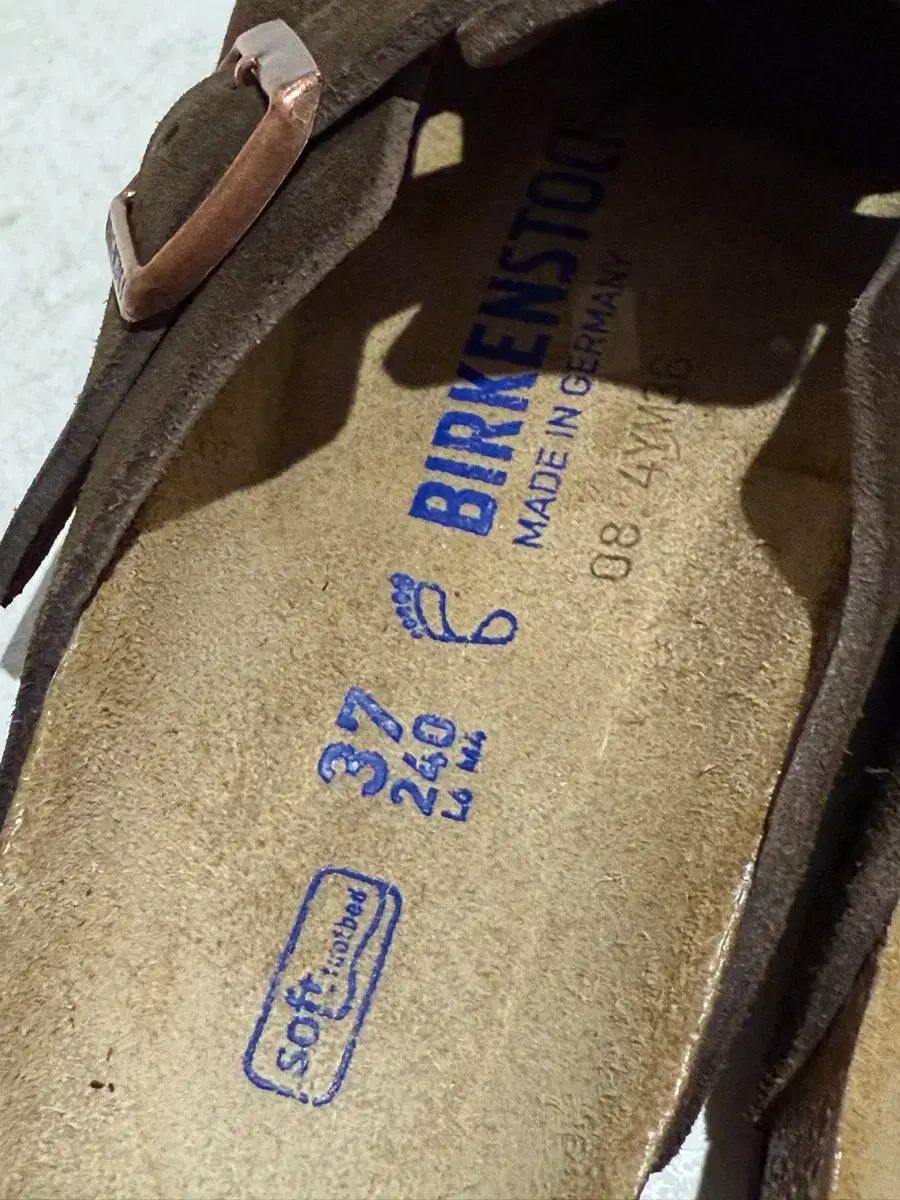 BIRKENSTOCK
MADE IN GERMANY
08 4YM36
37
240
L6 M4
soft footbed